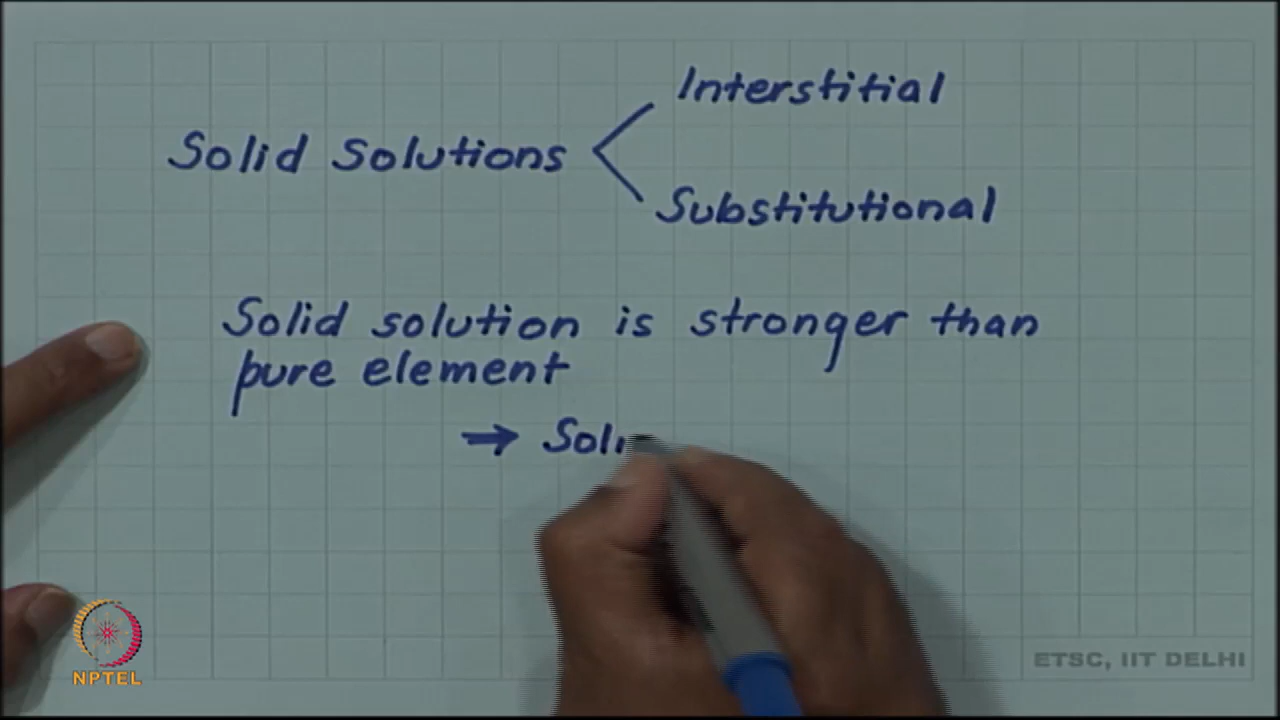 Interstitial
Solid Solutions
Substitutional
Solid solution is stronger than
pure element
→ Sol
NPTEL
ETSC, IIT DELHI